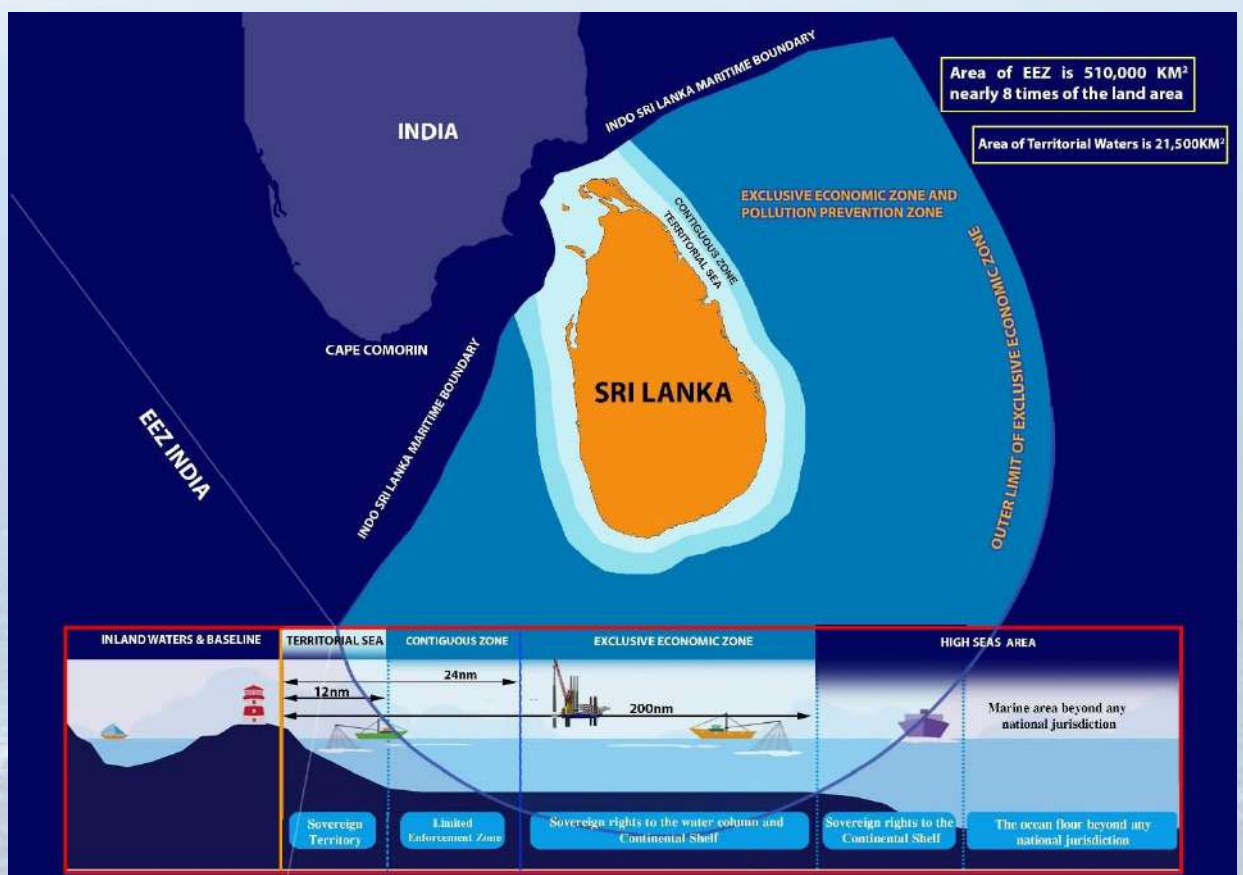 Area of EEZ is 510,000 KM²
nearly 8 times of the land area
Area of Territorial Waters is 21,500KM²
INDO SRI LANKA MARITIME BOUNDARY
INDIA
EXCLUSIVE ECONOMIC ZONE AND
POLLUTION PREVENTION ZONE
CONTIGUOUS ZONE
TERRITORIAL SEA
OUTER LIMIT OF EXCLUSIVE ECONOMIC ZONE
CAPE COMORIN
SRI LANKA
EEZ INDIA
INDO SRI LANKA MARITIME BOUNDARY
INLAND WATERS & BASELINE
TERRITORIAL SEA
CONTIGUOUS ZONE
EXCLUSIVE ECONOMIC ZONE
HIGH SEAS AREA
24nm
12nm
200nm
Marine area beyond any
national jurisdiction
Sovereign
Territory
Limited
Enforcement Zone
Sovereign rights to the water column and
Continental Shelf
Sovereign rights to the
Continental Shelf
The ocean floor beyond any
national jurisdiction